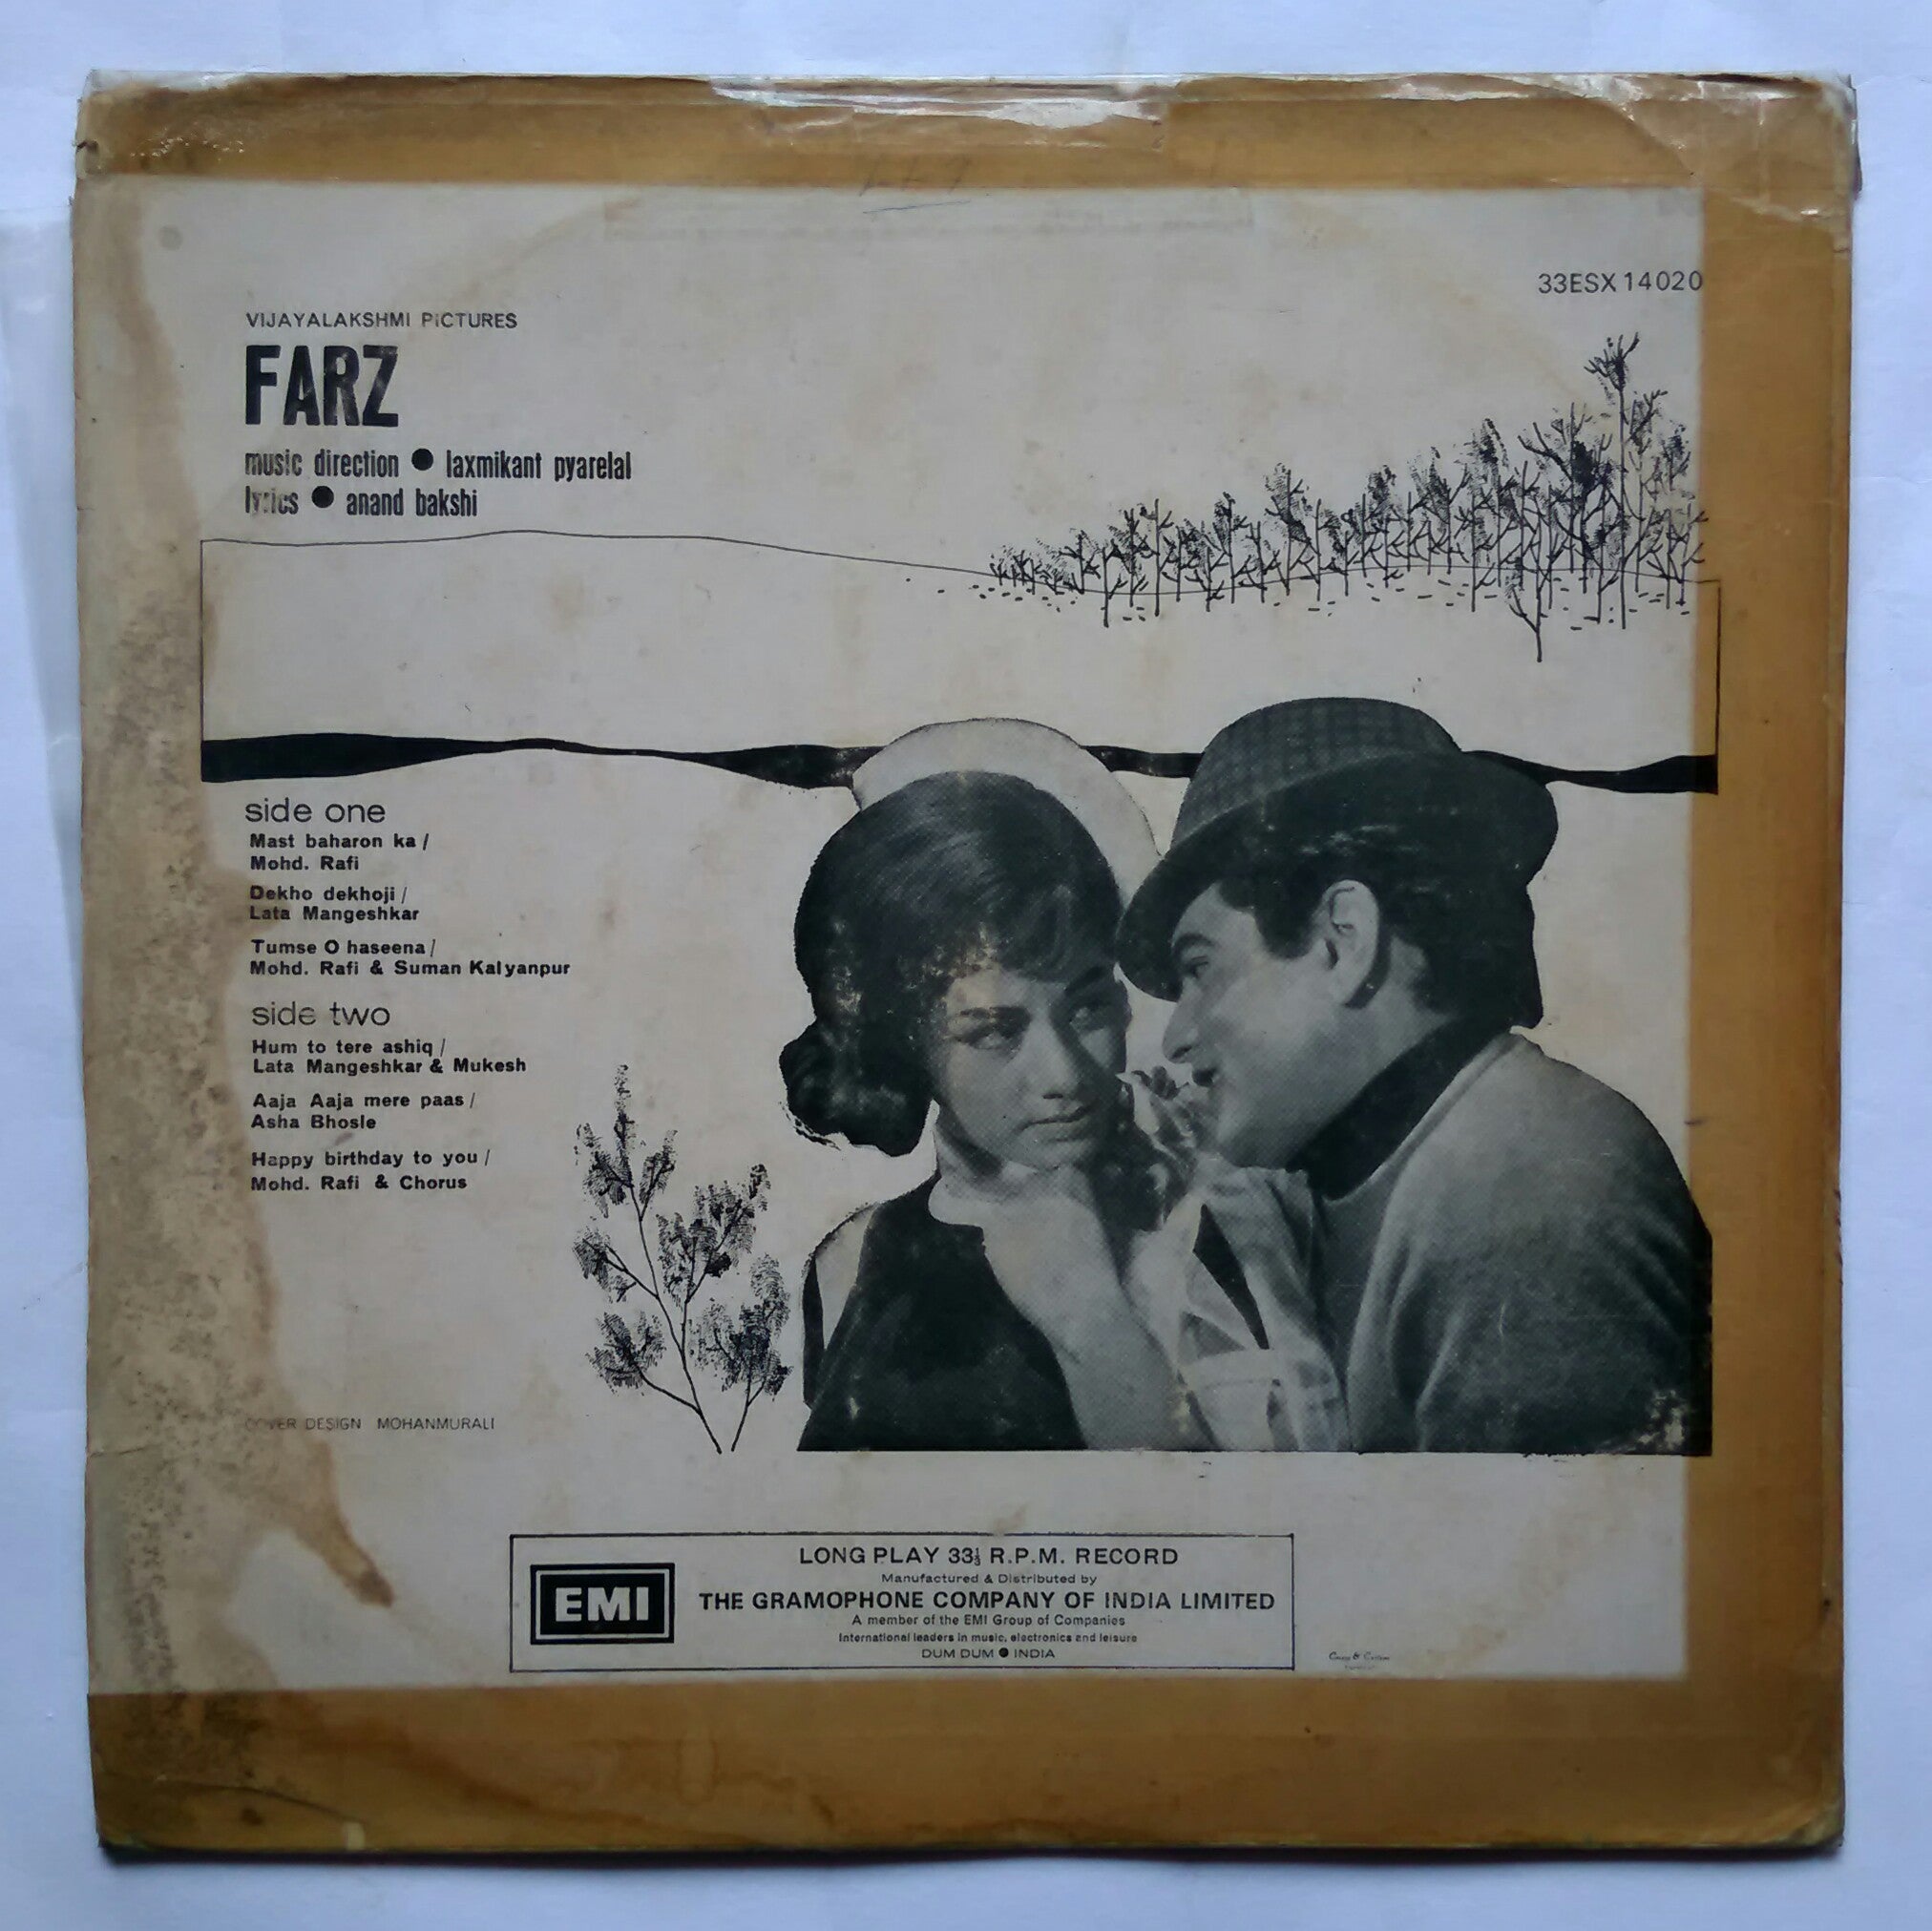 33ESX 14020
VIJAYALAKSHMI PICTURES
FARZ
music direction ● laxmikant pyarelal
lyrics ● anand bakshi
side one
Mast baharon ka /
Mohd. Rafi
Dekho dekhoji /
Lata Mangeshkar
Tumse O haseena /
Mohd. Rafi & Suman Kalyanpur
side two
Hum to tere ashiq /
Lata Mangeshkar & Mukesh
Aaja Aaja mere paas /
Asha Bhosle
Happy birthday to you /
Mohd. Rafi & Chorus
COVER DESIGN MOHANMURALI
EMI
LONG PLAY 33⅓ R.P.M. RECORD
Manufactured & Distributed by
THE GRAMOPHONE COMPANY OF INDIA LIMITED
A member of the EMI Group of Companies
International leaders in music, electronics and leisure
DUM DUM ● INDIA